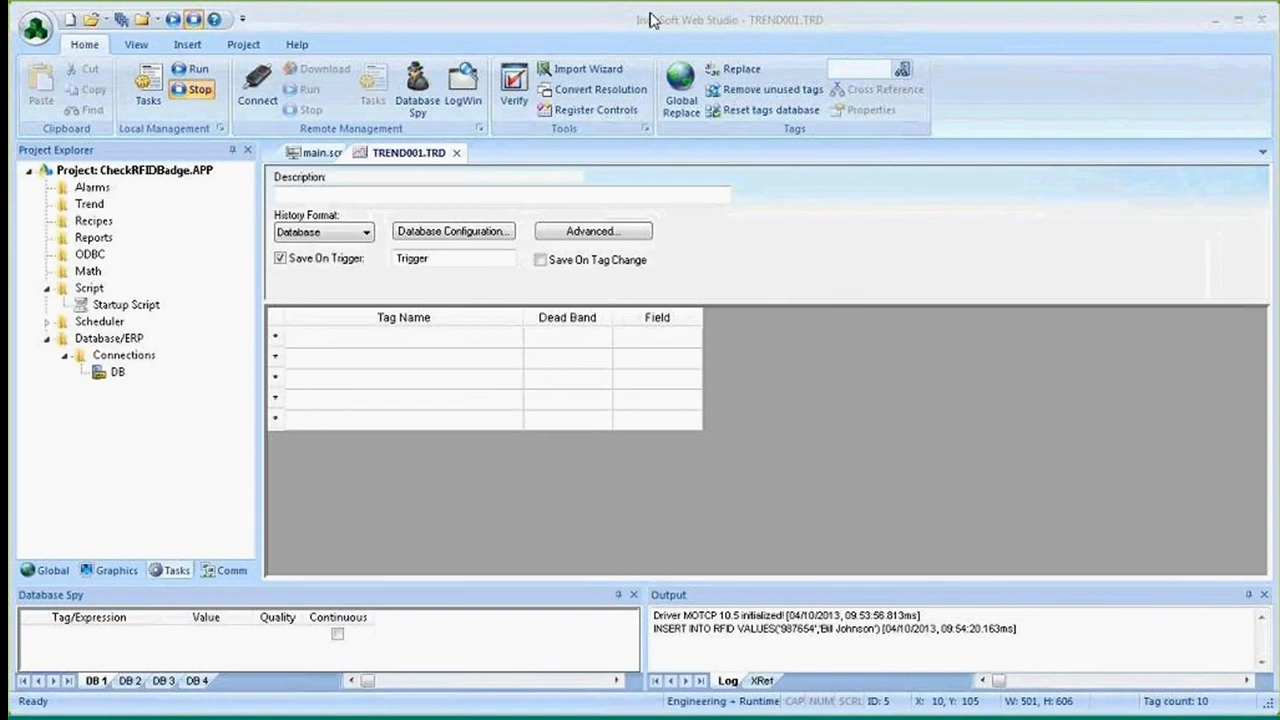 InduSoft Web Studio - TREND001.TRD
Home View Insert Project Help
Paste Cut Copy Find Clipboard
Tasks Run Stop Local Management
Connect Download Run Stop Tasks Database Spy LogWin Remote Management
Verify Import Wizard Convert Resolution Register Controls Tools
Global Replace Replace Remove unused tags Reset tags database Cross Reference Properties Tags
Project Explorer
Project: CheckRFIDBadge.APP
Alarms
Trend
Recipes
Reports
ODBC
Math
Script
Startup Script
Scheduler
Database/ERP
Connections
DB
Global Graphics Tasks Comm
main.scr TREND001.TRD
Description:
History Format:
Database Database Configuration... Advanced...
Save On Trigger: Trigger Save On Tag Change
Tag Name Dead Band Field
Database Spy
Tag/Expression Value Quality Continuous
DB 1 DB 2 DB 3 DB 4
Output
Driver MOTCP 10.5 initialized! [04/10/2013, 09:53:56.813ms]
INSERT INTO RFID VALUES('987654','Bill Johnson') [04/10/2013, 09:54:20.163ms]
Log XRef
Ready Engineering + Runtime CAP NUM SCRL ID: 5 X: 10, Y: 105 W: 501, H: 606 Tag count: 10